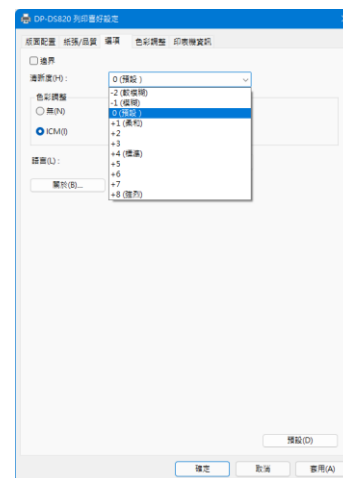 DP-DS820 列印喜好設定
版面配置 紙張/品質 選項 色彩調整 印表機資訊
邊界
清晰度(H) : 0 (預設 )
-2 (較模糊)
-1 (模糊)
0 (預設 )
+1 (柔和)
+2
+3
+4 (標準)
+5
+6
+7
+8 (強烈)
色彩調整
無(N)
ICM(I)
語言(L) :
關於(B)...
預設(D)
確定 取消 套用(A)